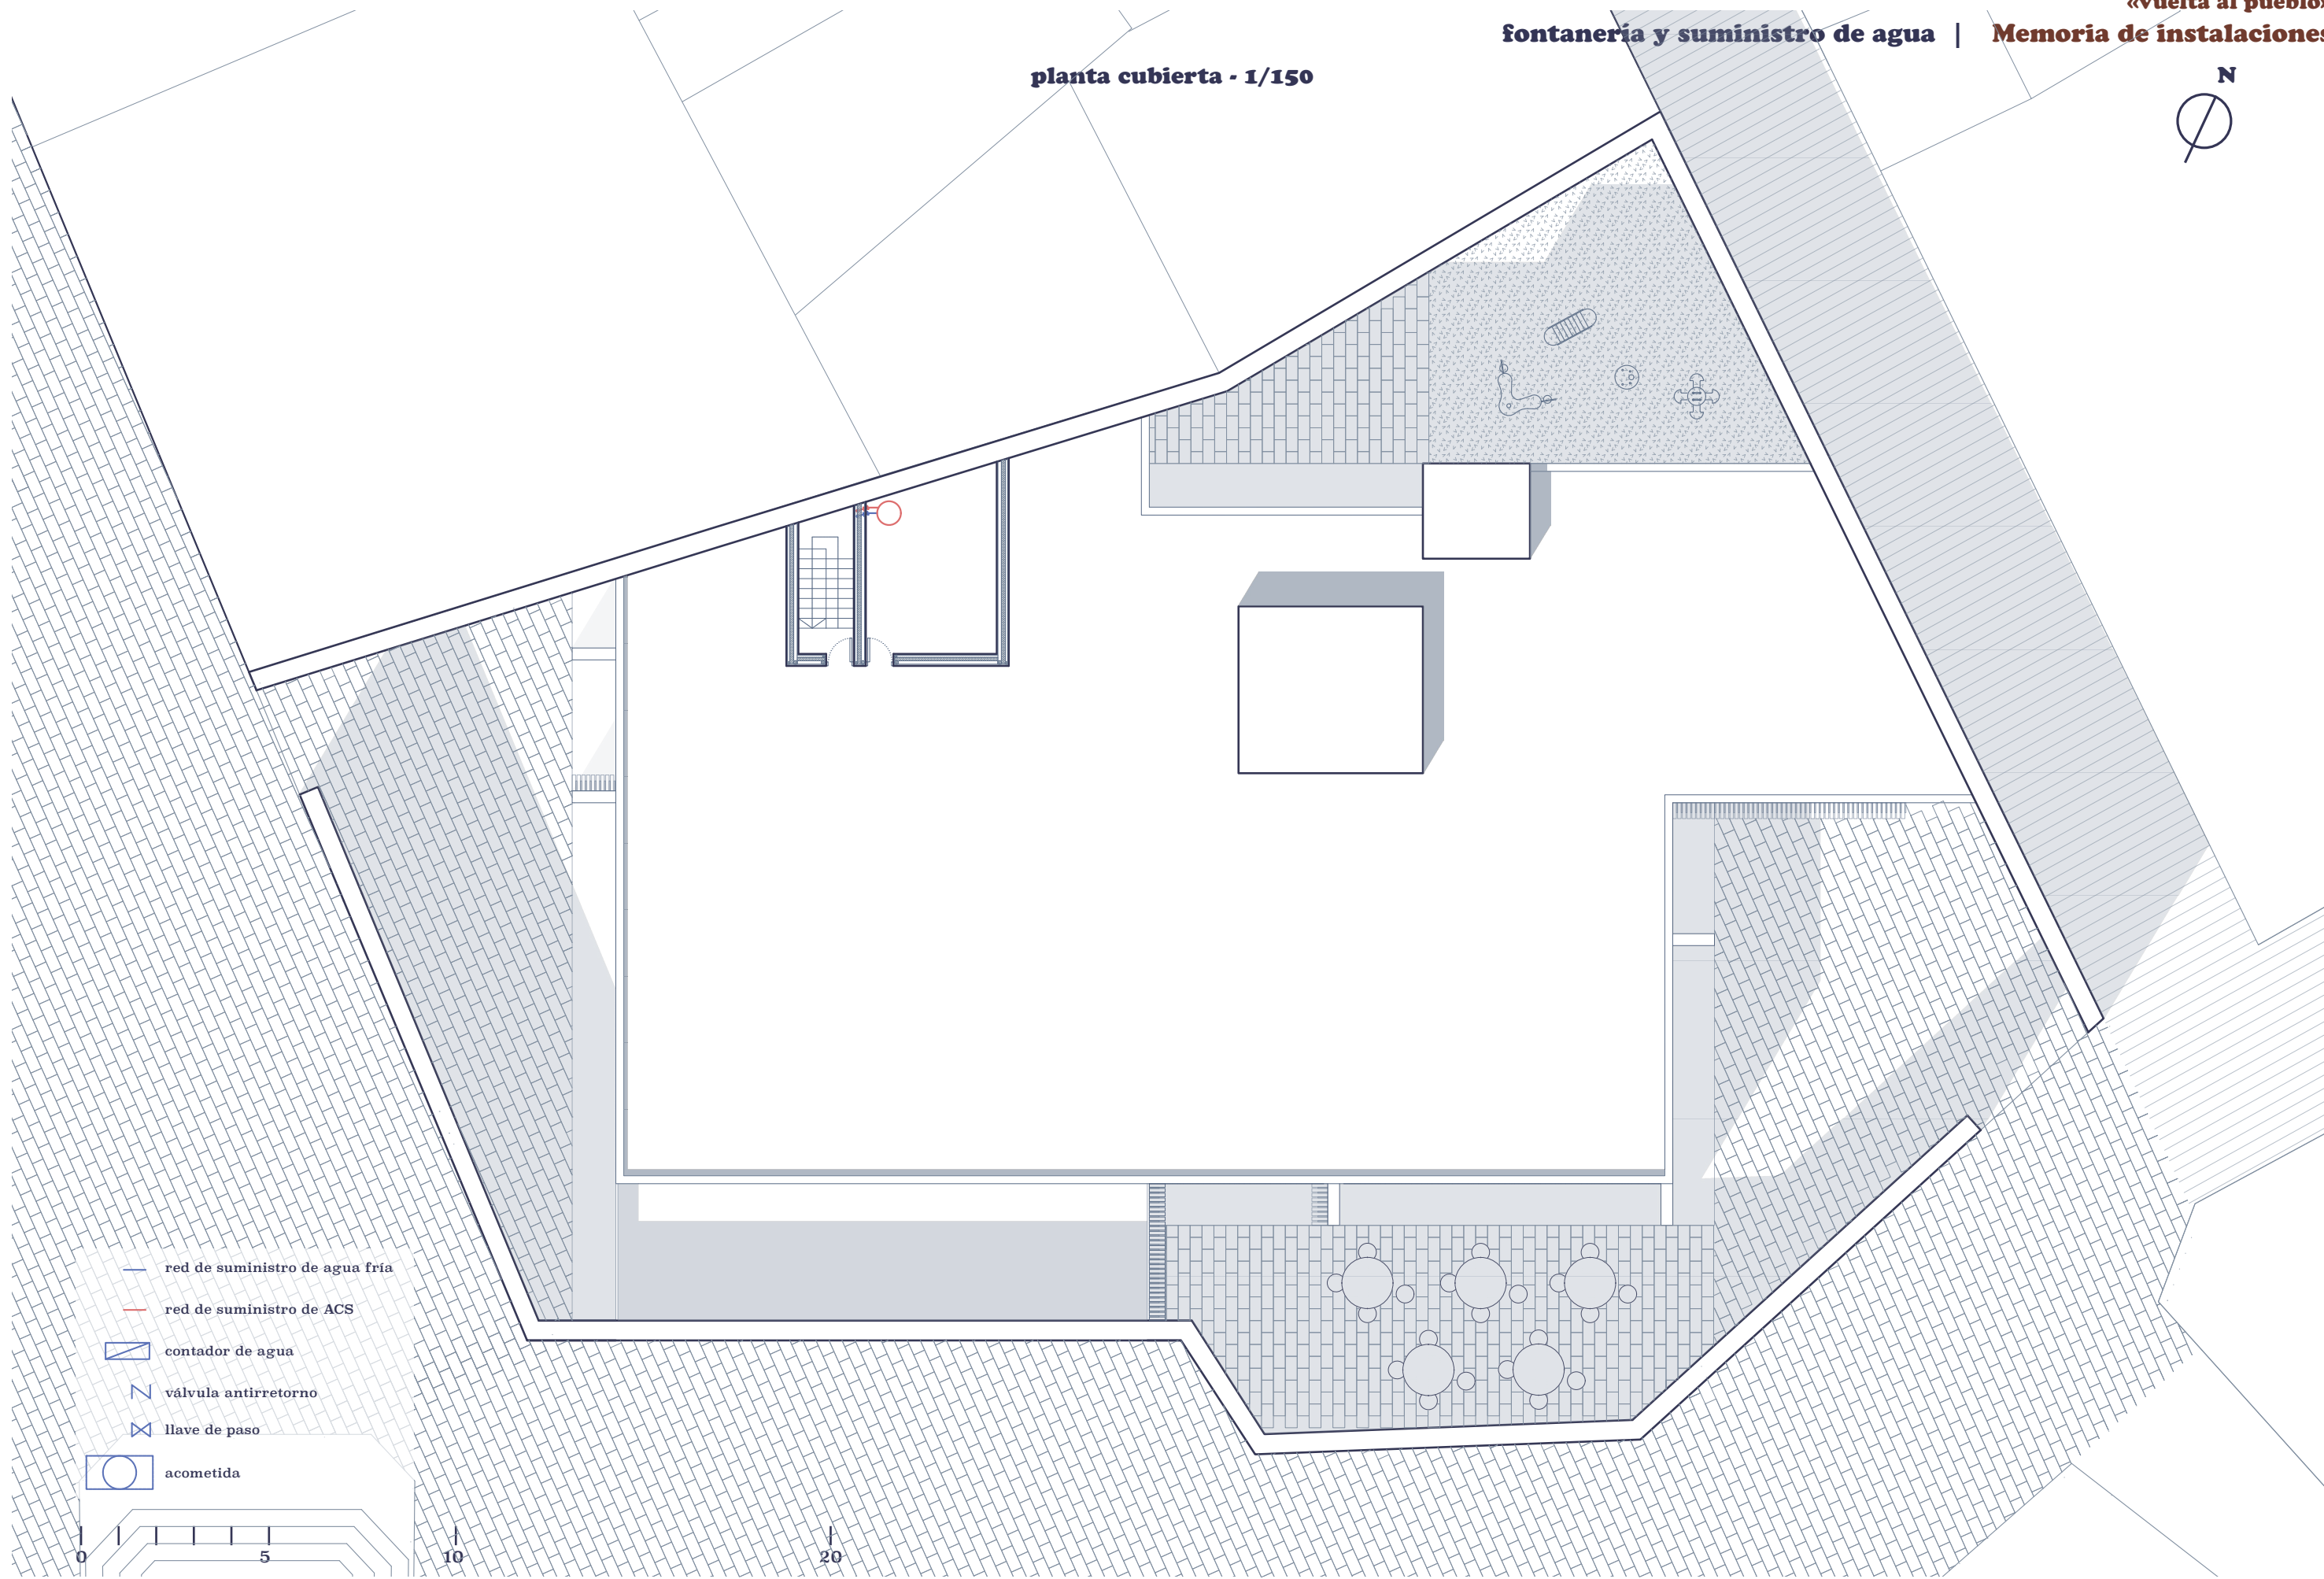 «vuelta al pueblo»
fontanería y suministro de agua | Memoria de instalaciones
planta cubierta - 1/150
N
red de suministro de agua fría
red de suministro de ACS
contador de agua
válvula antirretorno
llave de paso
acometida
0 5 10 20